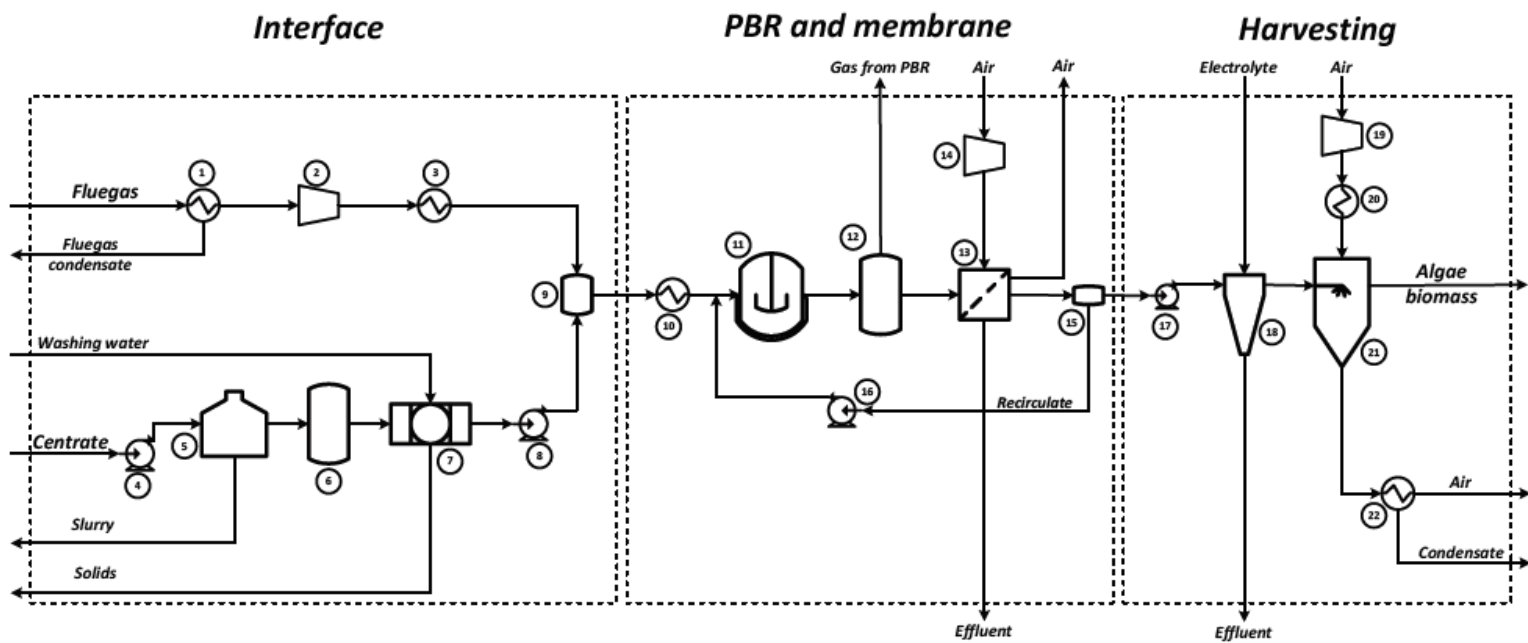 Interface
PBR and membrane
Harvesting
Gas from PBR
Air
Air
Electrolyte
Air
1
2
3
14
19
Fluegas
20
Fluegas
condensate
11
12
13
9
Algae
biomass
10
15
17
18
Washing water
21
16
Recirculate
Centrate
5
7
8
4
6
Air
22
Slurry
Condensate
Solids
Effluent
Effluent